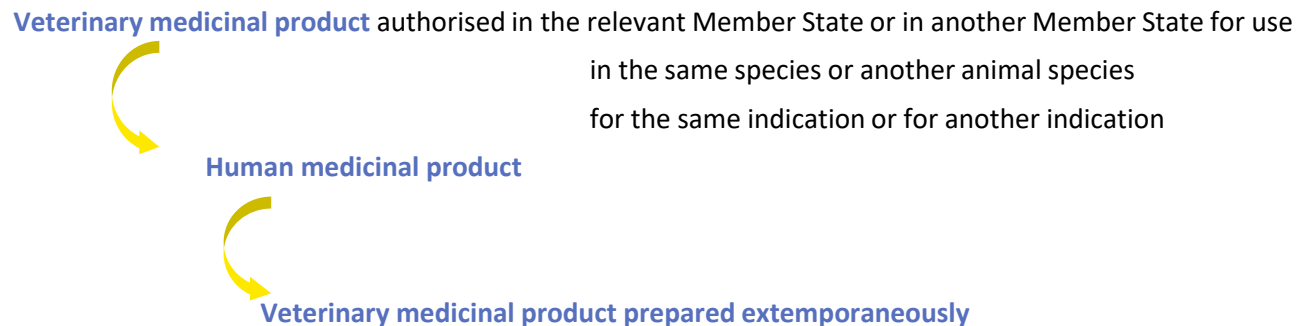 Veterinary medicinal product authorised in the relevant Member State or in another Member State for use
in the same species or another animal species
for the same indication or for another indication
Human medicinal product
Veterinary medicinal product prepared extemporaneously